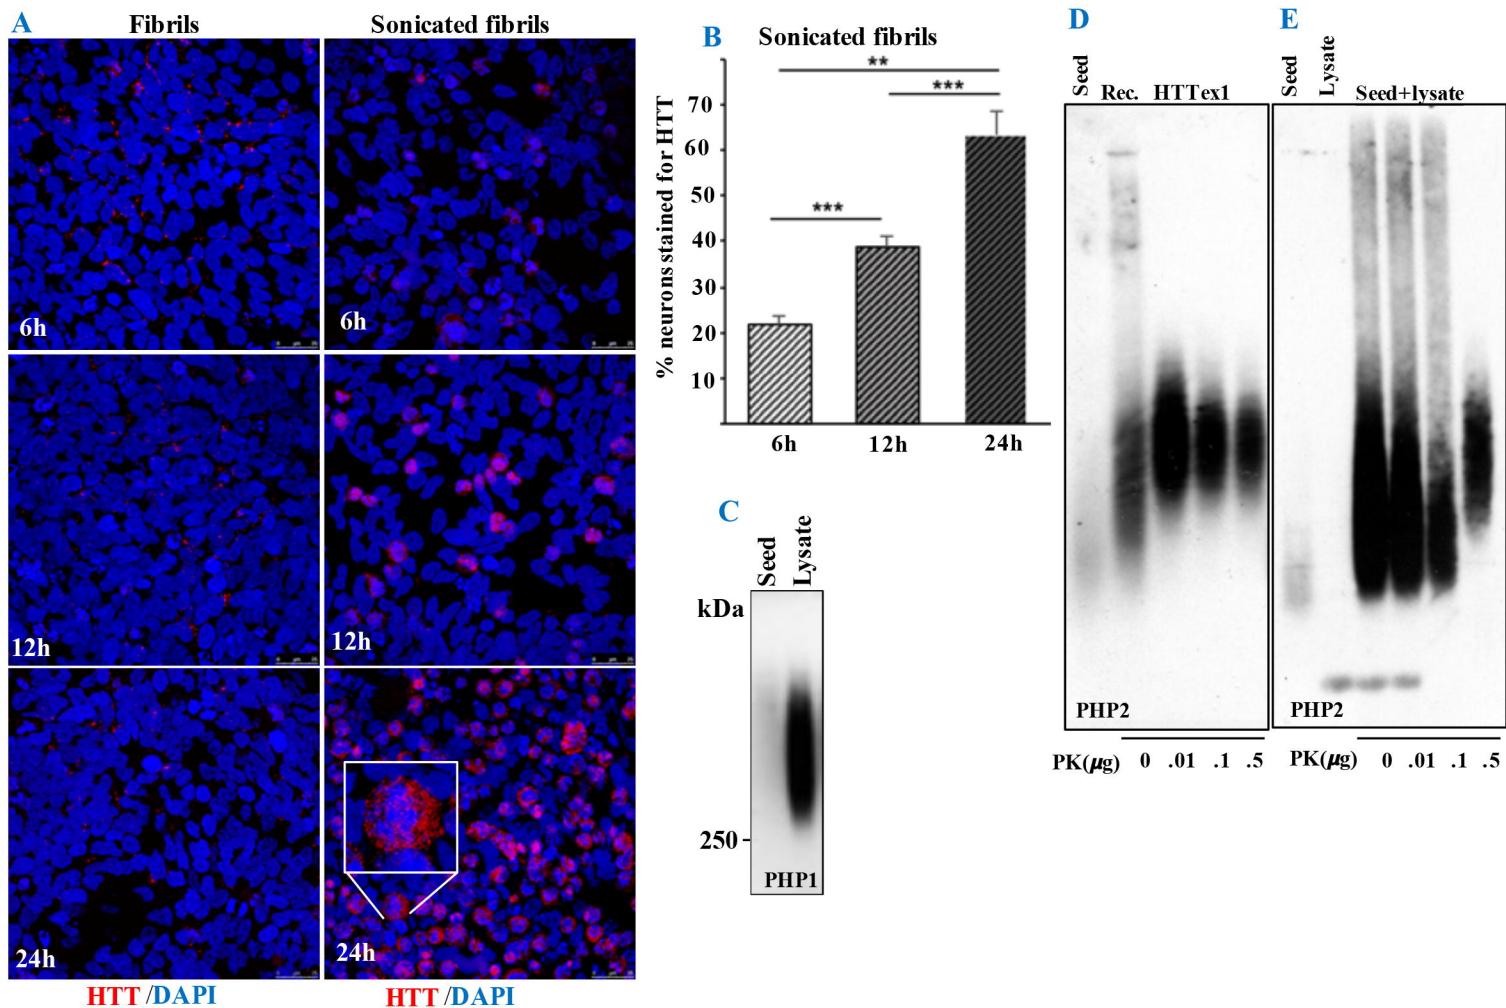 A
Fibrils
Sonicated fibrils
6h
6h
12h
12h
24h
24h
HTT /DAPI
HTT /DAPI
B
Sonicated fibrils
% neurons stained for HTT
70
60
50
40
30
20
10
**
***
***
6h
12h
24h
C
Seed
Lysate
kDa
250
PHP1
D
Seed
Rec. HTTex1
PHP2
PK(μg) 0 .01 .1 .5
E
Seed
Lysate
Seed+lysate
PHP2
PK(μg) 0 .01 .1 .5